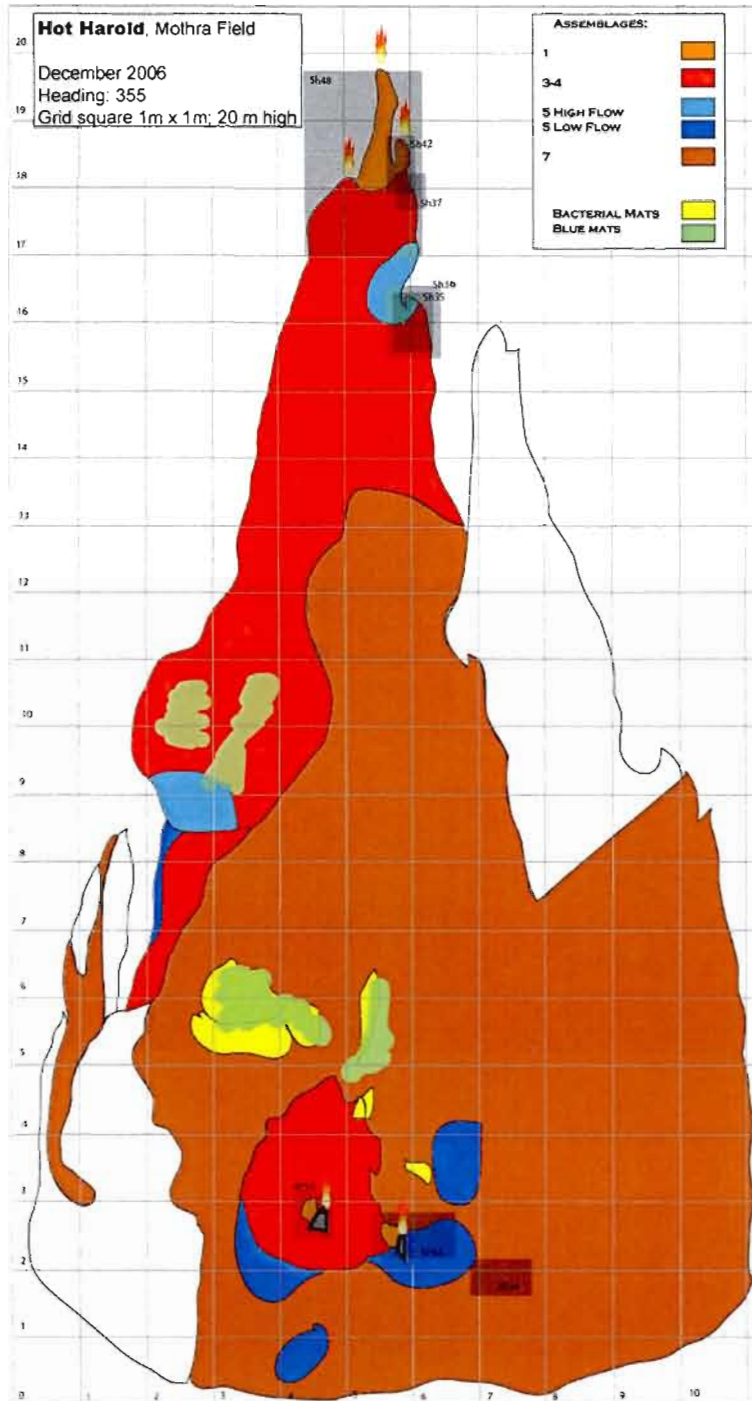 Hot Harold, Mothra Field
December 2006
Heading: 355
Grid square 1m x 1m; 20 m high
ASSEMBLAGES:
1
3-4
5 HIGH FLOW
5 LOW FLOW
7
BACTERIAL MATS
BLUE MATS
Sh48
Sh42
Sh37
Sh36
Sh35
20
19
18
17
16
15
14
13
12
11
10
9
8
7
6
5
4
3
2
1
0 1 2 3 4 5 6 7 8 9 10